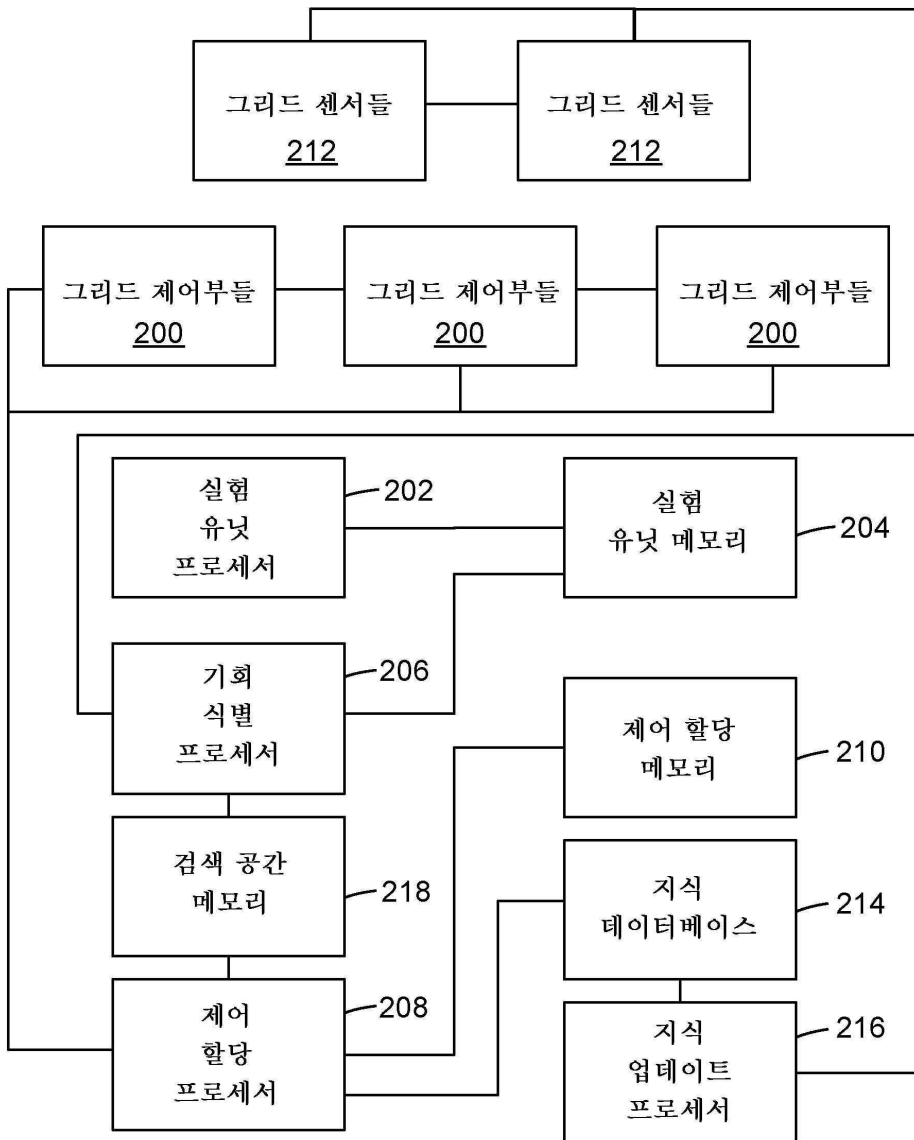 그리드 센서들
212
그리드 센서들
212
그리드 제어부들
200
그리드 제어부들
200
그리드 제어부들
200
실험
유닛
프로세서
202
실험
유닛 메모리
204
기회
식별
프로세서
206
제어 할당
메모리
210
검색 공간
메모리
218
지식
데이터베이스
214
제어
할당
프로세서
208
지식
업데이트
프로세서
216